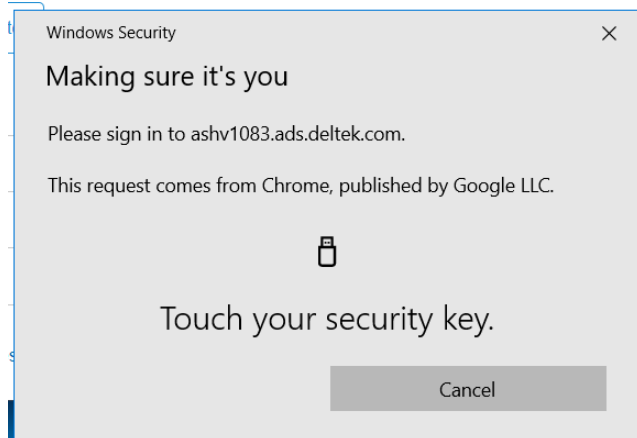 Windows Security
Making sure it's you
Please sign in to ashv1083.ads.deltek.com.
This request comes from Chrome, published by Google LLC.
Touch your security key.
Cancel